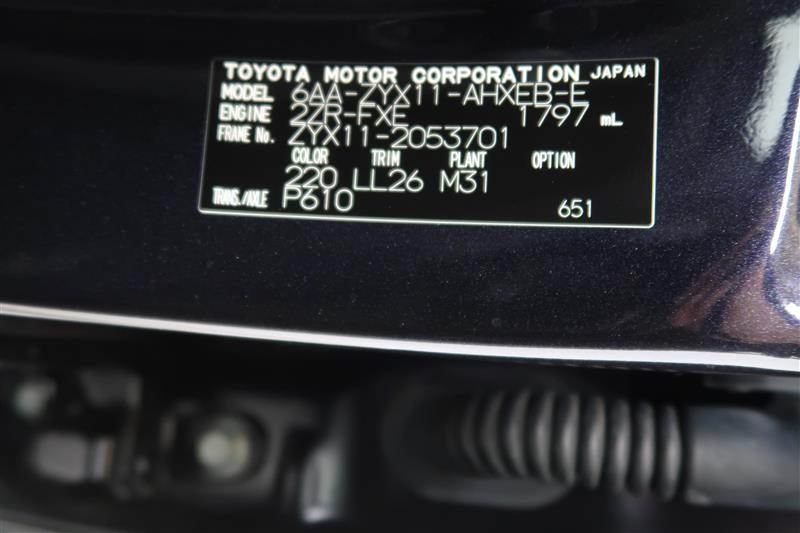 TOYOTA MOTOR CORPORATION JAPAN
MODEL 6AA-ZYX11-AHXEB-E
ENGINE 2ZR-FXE 1797 mL
FRAME No. ZYX11-2053701
COLOR TRIM PLANT OPTION
220 LL26 M31
TRANS./AXLE P610 651